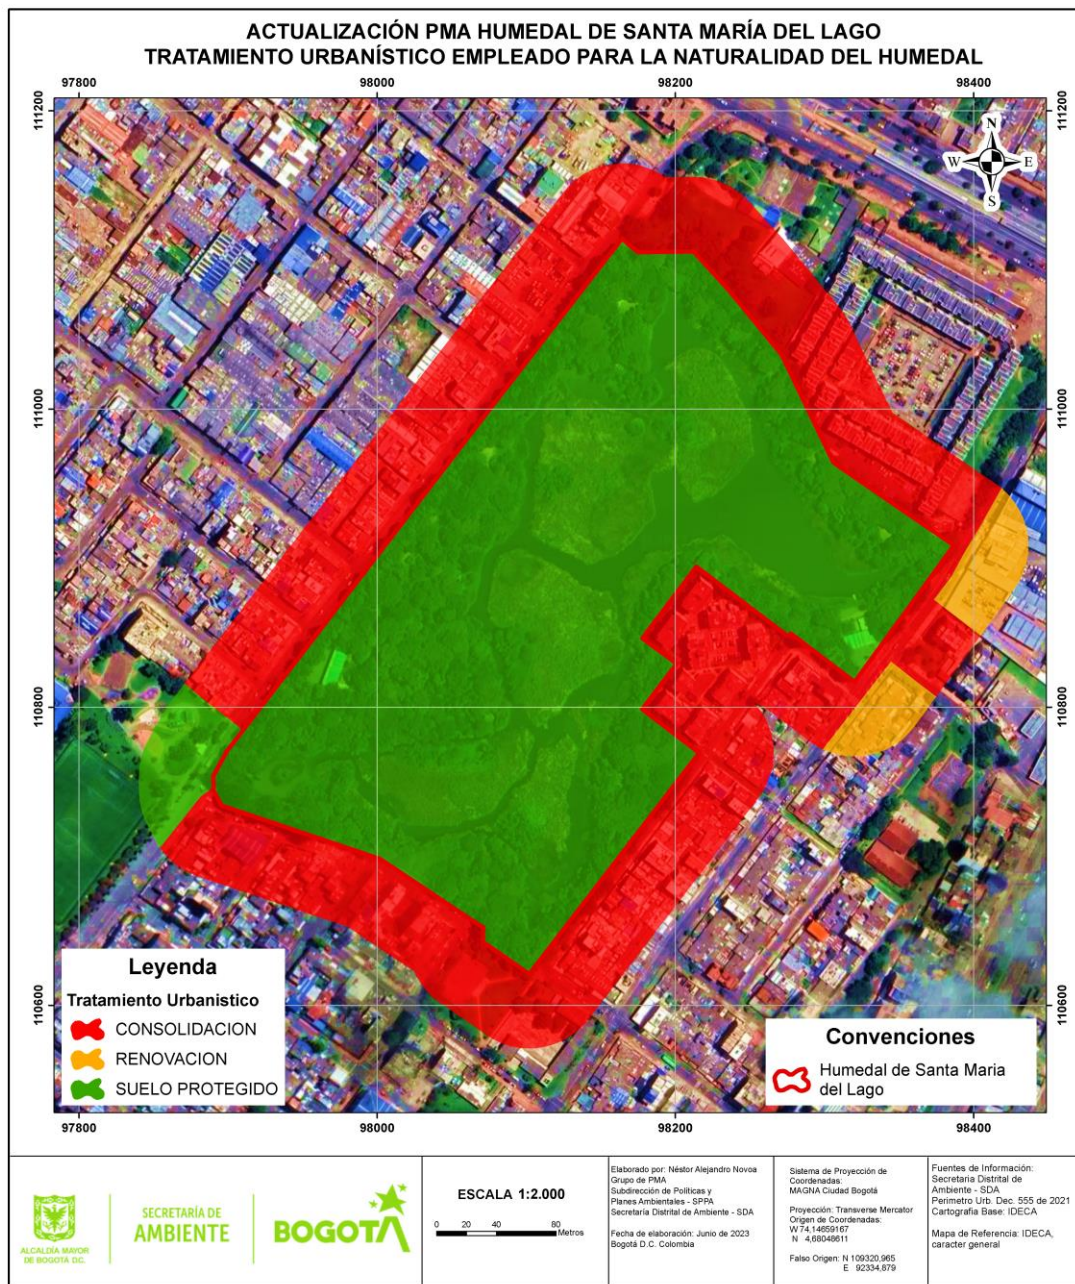 ACTUALIZACIÓN PMA HUMEDAL DE SANTA MARÍA DEL LAGO
TRATAMIENTO URBANÍSTICO EMPLEADO PARA LA NATURALIDAD DEL HUMEDAL
97800
98000
98200
98400
111200
111200
N
W
E
S
111000
111000
110800
110800
110600
110600
Leyenda
Tratamiento Urbanistico
CONSOLIDACION
RENOVACION
SUELO PROTEGIDO
Convenciones
Humedal de Santa Maria
del Lago
97800
98000
98200
98400
ALCALDÍA MAYOR
DE BOGOTÁ D.C.
SECRETARÍA DE
AMBIENTE
BOGOTÁ
ESCALA 1:2.000
0 20 40 80
Metros
Elaborado por: Néstor Alejandro Novoa
Grupo de PMA
Subdirección de Políticas y
Planes Ambientales - SPPA
Secretaría Distrital de Ambiente - SDA
Fecha de elaboración: Junio de 2023
Bogotá D.C. Colombia
Sistema de Proyección de
Coordenadas:
MAGNA Ciudad Bogotá
Proyección: Transverse Mercator
Origen de Coordenadas:
W 74,14659167
N 4,68048611
Falso Origen: N 109320,965
E 92334,879
Fuentes de Información:
Secretaria Distrital de
Ambiente - SDA
Perimetro Urb. Dec. 555 de 2021
Cartografía Base: IDECA
Mapa de Referencia: IDECA,
caracter general